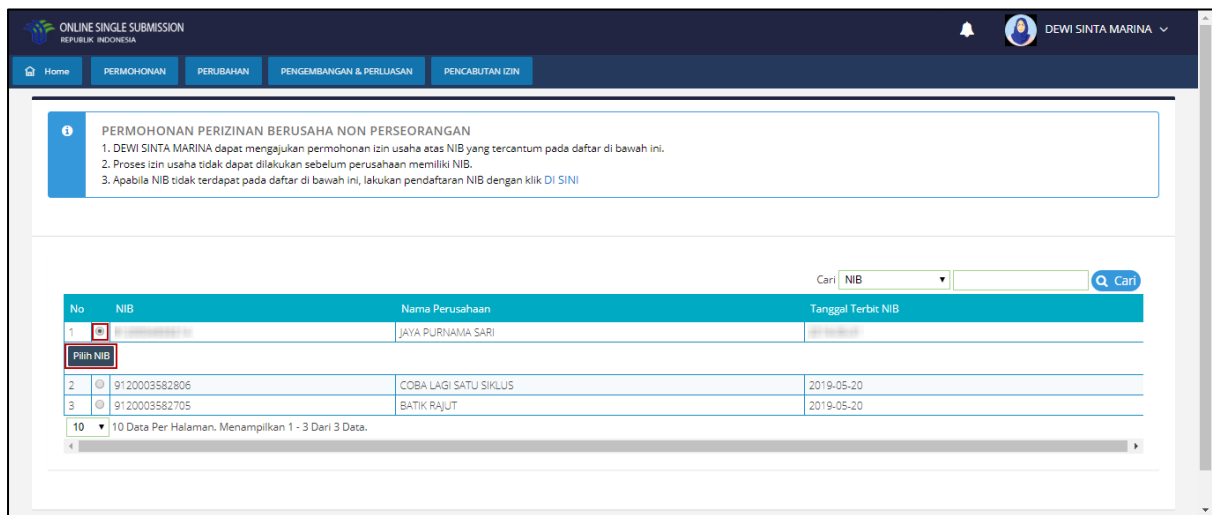 ONLINE SINGLE SUBMISSION
REPUBLIK INDONESIA
DEWI SINTA MARINA
Home PERMOHONAN PERUBAHAN PENGEMBANGAN & PERLUASAN PENCABUTAN IZIN
PERMOHONAN PERIZINAN BERUSAHA NON PERSEORANGAN
1. DEWI SINTA MARINA dapat mengajukan permohonan izin usaha atas NIB yang tercantum pada daftar di bawah ini.
2. Proses izin usaha tidak dapat dilakukan sebelum perusahaan memiliki NIB.
3. Apabila NIB tidak terdapat pada daftar di bawah ini, lakukan pendaftaran NIB dengan klik DI SINI
Cari NIB Cari
No NIB Nama Perusahaan Tanggal Terbit NIB
1 JAYA PURNAMA SARI
Pilih NIB
2 9120003582806 COBA LAGI SATU SIKLUS 2019-05-20
3 9120003582705 BATIK RAJUT 2019-05-20
10 10 Data Per Halaman. Menampilkan 1 - 3 Dari 3 Data.